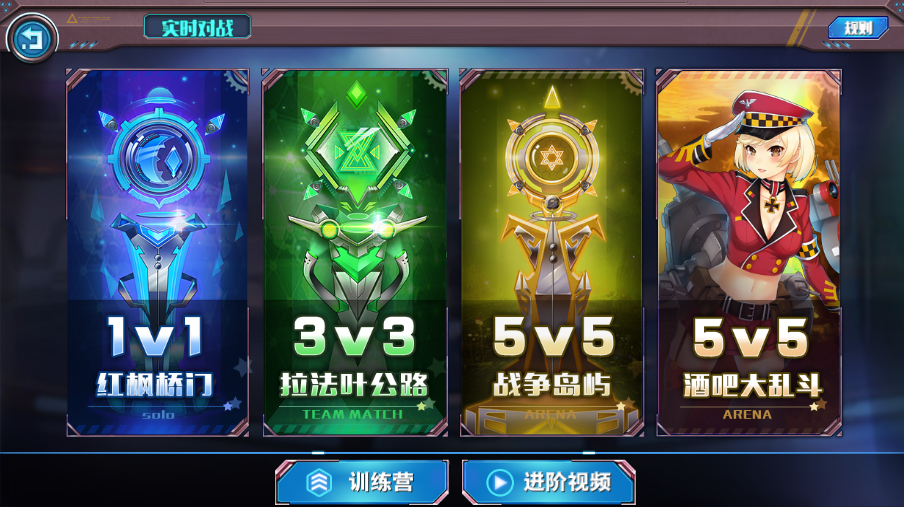 实时对战
规则
1v1
红枫桥门
solo
3v3
拉法叶公路
TEAM MATCH
5v5
战争岛屿
ARENA
5v5
酒吧大乱斗
ARENA
训练营
进阶视频